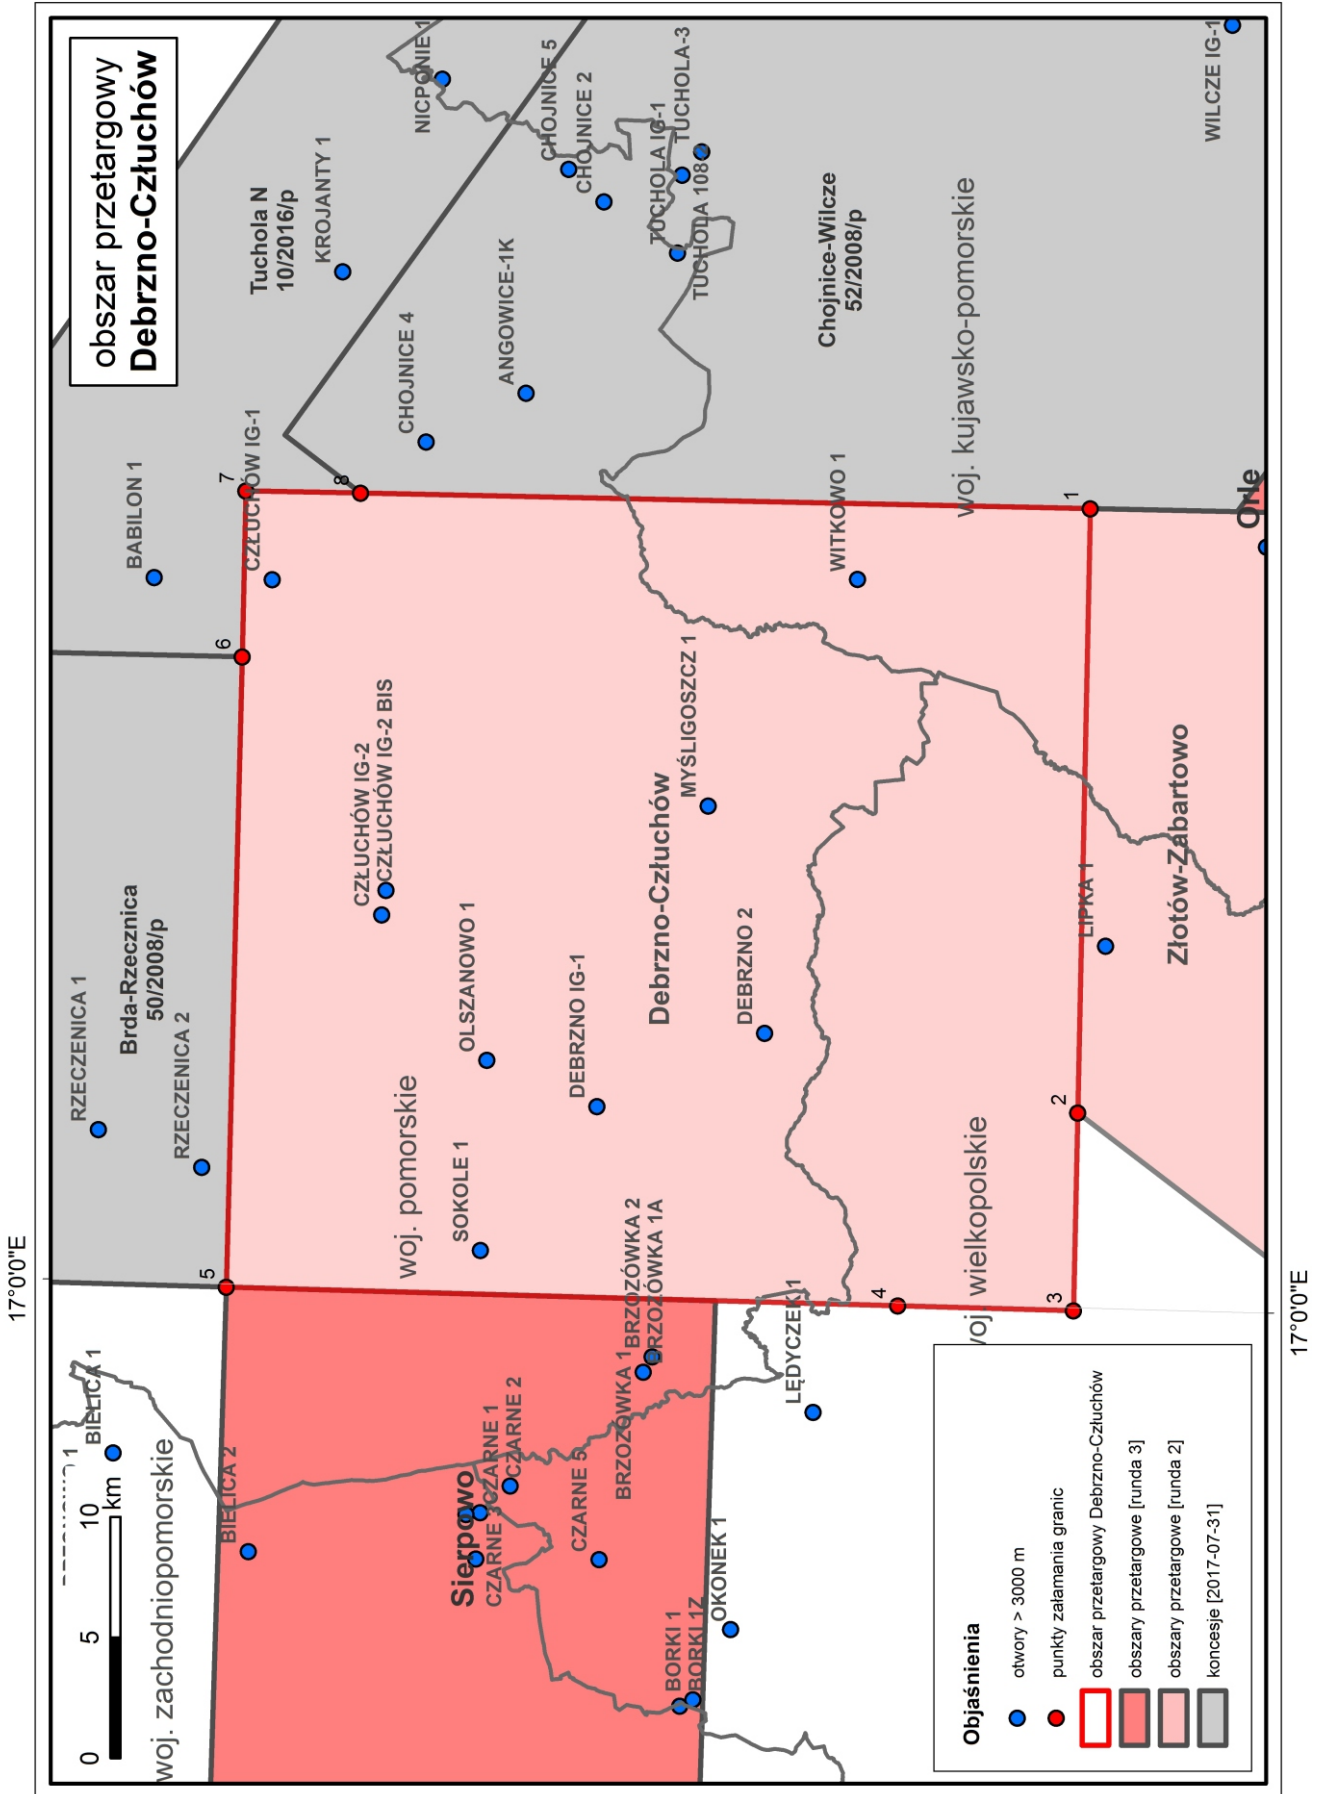 obszar przetargowy
Debrzno-Człuchów
17°0'0"E
17°0'0"E
0
5
10
km
woj. zachodniopomorskie
BIELICA 1
BIELICA 2
RZECZENICA 1
Brda-Rzecznica
50/2008/p
RZECZENICA 2
BABILON 1
CZŁUCHÓW IG-1
Tuchola N
10/2016/p
KROJANTY 1
NICPONIE 1
CHOJNICE 5
CHOJNICE 2
TUCHOLA IG-1
TUCHOLA-3
CHOJNICE 4
ANGOWICE-1K
Chojnice-Wilcze
52/2008/p
woj. kujawsko-pomorskie
WILCZE IG-1
5
6
7
8
CZŁUCHÓW IG-2
CZŁUCHÓW IG-2 BIS
OLSZANOWO 1
woj. pomorskie
SOKOLE 1
DEBRZNO IG-1
Debrzno-Człuchów
MYŚLIGOSZCZ 1
DEBRZNO 2
WITKOWO 1
Sierpowo
CZARNE 1
CZARNE 2
CZARNE 5
BRZOZÓWKA 1
BRZOZÓWKA 2
BRZOZÓWKA 1A
BORKI 1
BORKI 1Z
OKONEK 1
LĘDYCZEK 1
4
3
2
1
wielkopolskie
LIPKA 1
Złotów-Zabartowo
Orle
Objaśnienia
otwory > 3000 m
punkty załamania granic
obszar przetargowy Debrzno-Człuchów
obszary przetargowe [runda 3]
obszary przetargowe [runda 2]
koncesje [2017-07-31]